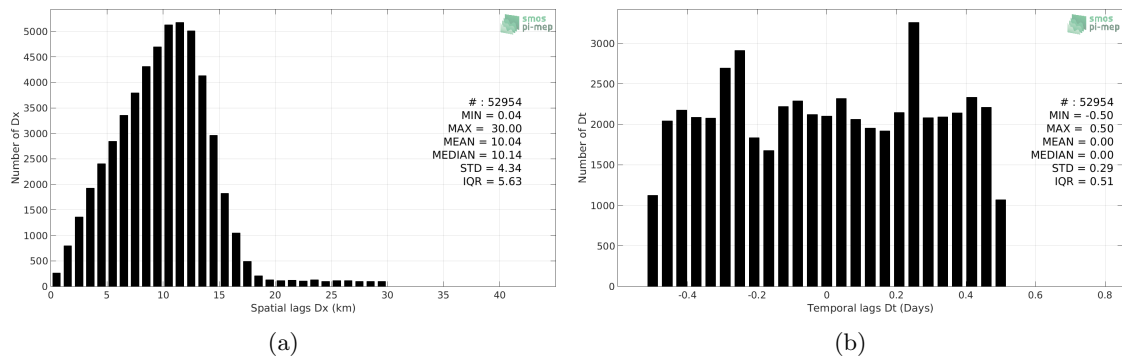 5000
4500
4000
3500
3000
2500
2000
1500
1000
500
0
Number of Dx
smos
pi-mep
# : 52954
MIN = 0.04
MAX = 30.00
MEAN = 10.04
MEDIAN = 10.14
STD = 4.34
IQR = 5.63
0 5 10 15 20 25 30 35 40
Spatial lags Dx (km)
(a)
3000
2500
2000
1500
1000
500
0
Number of Dt
smos
pi-mep
# : 52954
MIN = -0.50
MAX = 0.50
MEAN = 0.00
MEDIAN = 0.00
STD = 0.29
IQR = 0.51
-0.4 -0.2 0 0.2 0.4 0.6 0.8
Temporal lags Dt (Days)
(b)